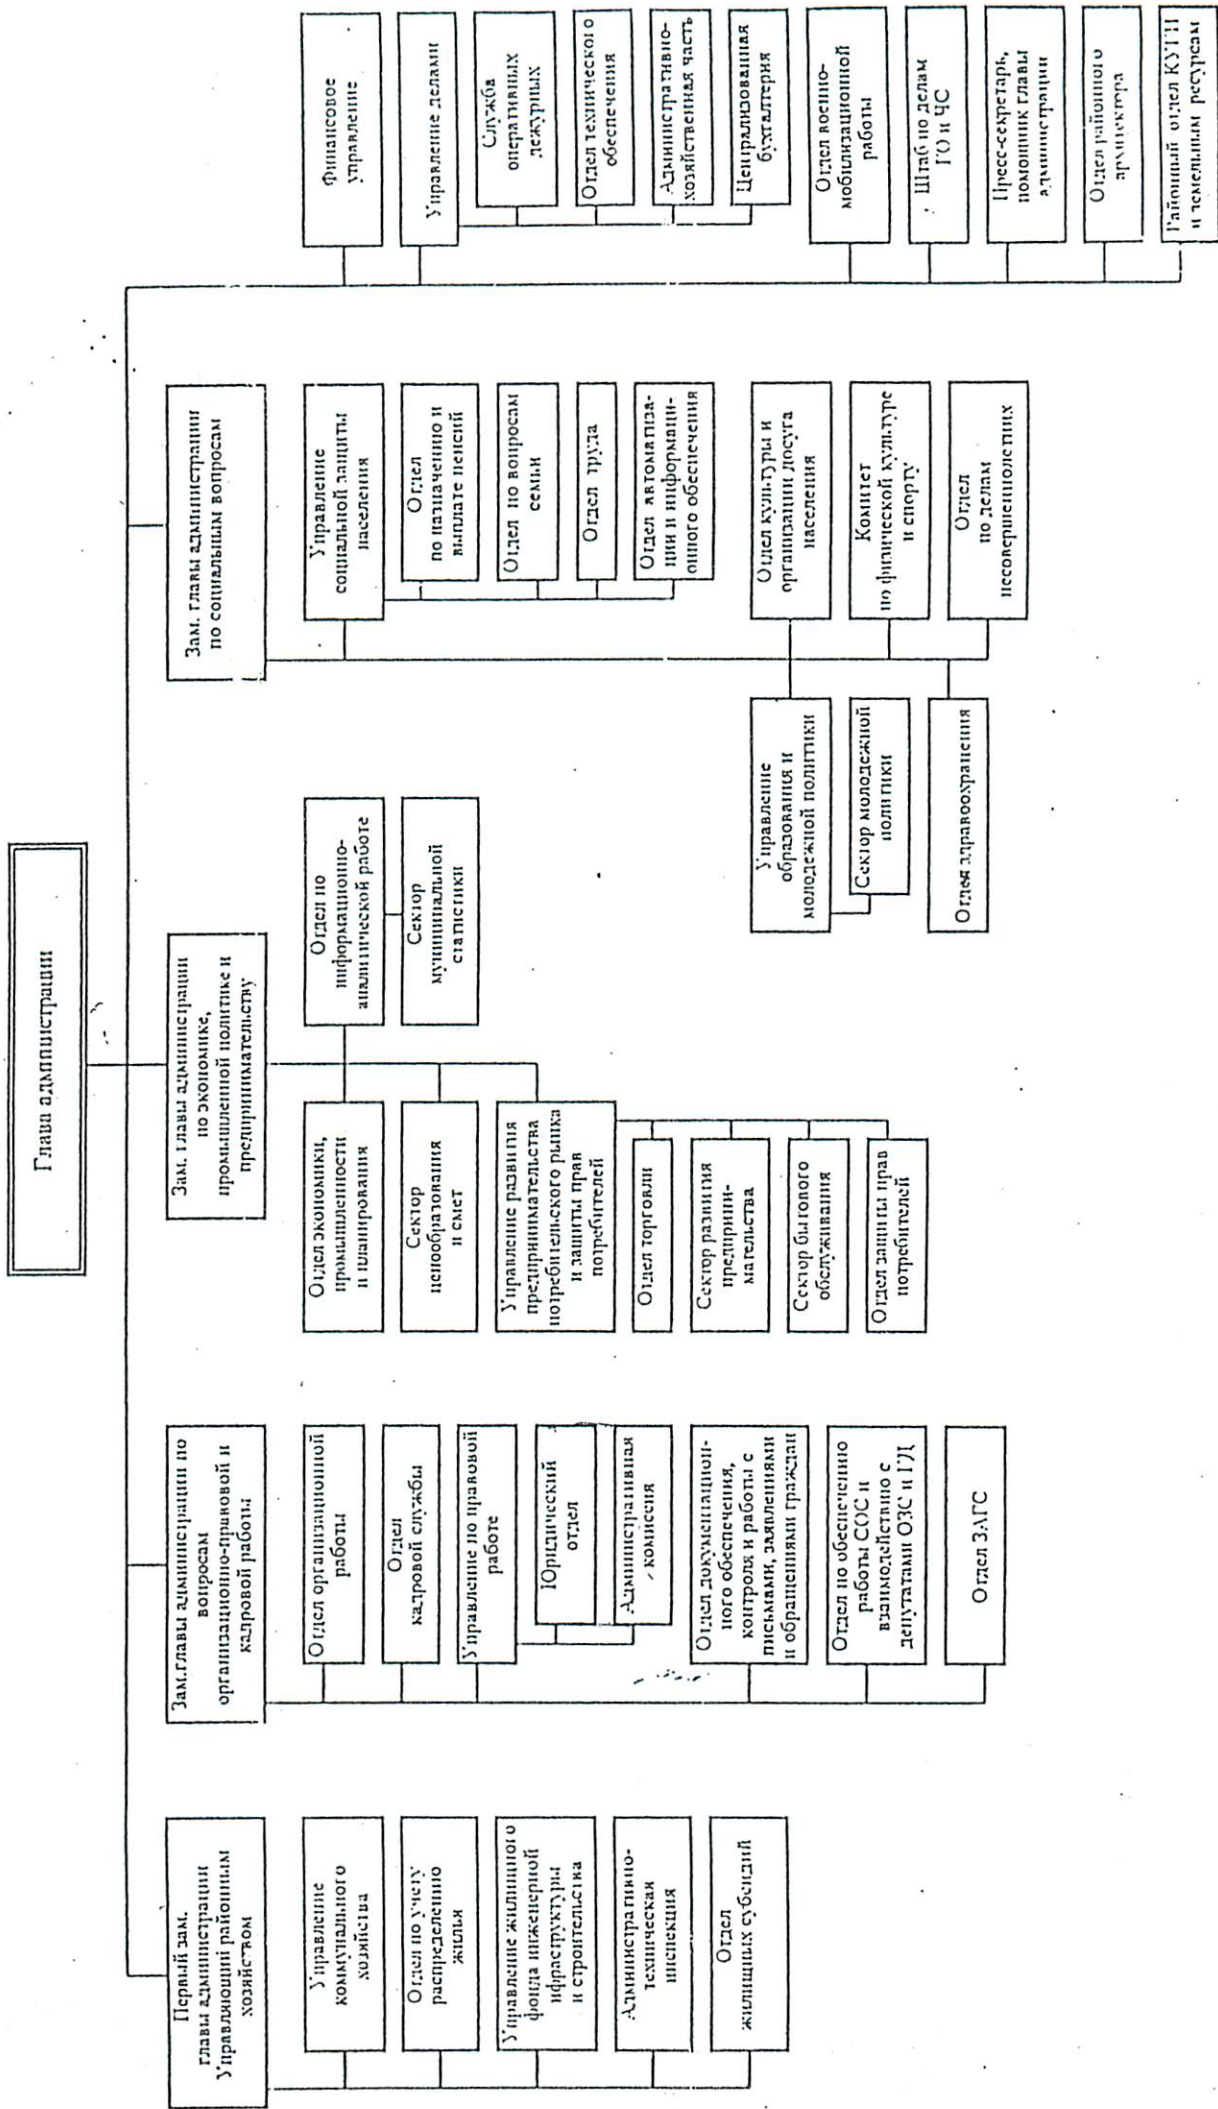 Глава администрации
Первый зам.
главы администрации
Управляющий районным
хозяйством
Управление
коммунального
хозяйства
Отдел по учету
распределению
жилья
Управление жилищного
фонда инженерной
ифраструктуры
и строительства
Административно-
техническая
инспекция
Отдел
жилищных субсидий
Зам.главы администрации по
вопросам
организационно-правовой и
кадровой работы
Отдел организационной
работы
Отдел
кадровой службы
Управление по правовой
работе
Юридический
отдел
Административная
комиссия
Отдел документацион-
ного обеспечения,
контроля и работы с
письмами, заявлениями
и обращениями граждан
Отдел по обеспечению
работы СОС и
взаимодействию с
депутатами ОЗС и ГД
Отдел ЗАГС
Зам. главы администрации
по экономике,
промышленной политике и
предпринимательству
Отдел экономики,
промышленности
и планирования
Сектор
ценообразования
и смет
Управление развития
предпринимательства
потребительского рынка
и защиты прав
потребителей
Отдел торговли
Сектор развития
предприни-
мательства
Сектор бытового
обслуживания
Отдел защиты прав
потребителей
Отдел по
информационно-
аналитической работе
Сектор
муниципальной
статистики
Зам. главы администрации
по социальным вопросам
Управление
социальной защиты
населения
Отдел
по назначению и
выплате пенсий
Отдел по вопросам
семьи
Отдел труда
Отдел автоматиза-
ции и информаци-
онного обеспечения
Управление
образования и
молодежной политики
Сектор молодежной
политики
Отдел здравоохранения
Отдел культуры и
организации досуга
населения
Комитет
по физической культуре
и спорту
Отдел
по делам
несовершеннолетних
Финансовое
управление
Управление делами
Служба
оперативных
дежурных
Отдел технического
обеспечения
Административно-
хозяйственная часть
Централизованная
бухгалтерия
Отдел военно-
мобилизационной
работы
Штаб по делам
ГО и ЧС
Пресс-секретарь,
помощник главы
администрации
Отдел районного
архитектора
Районный отдел КУГИ
и земельным ресурсам